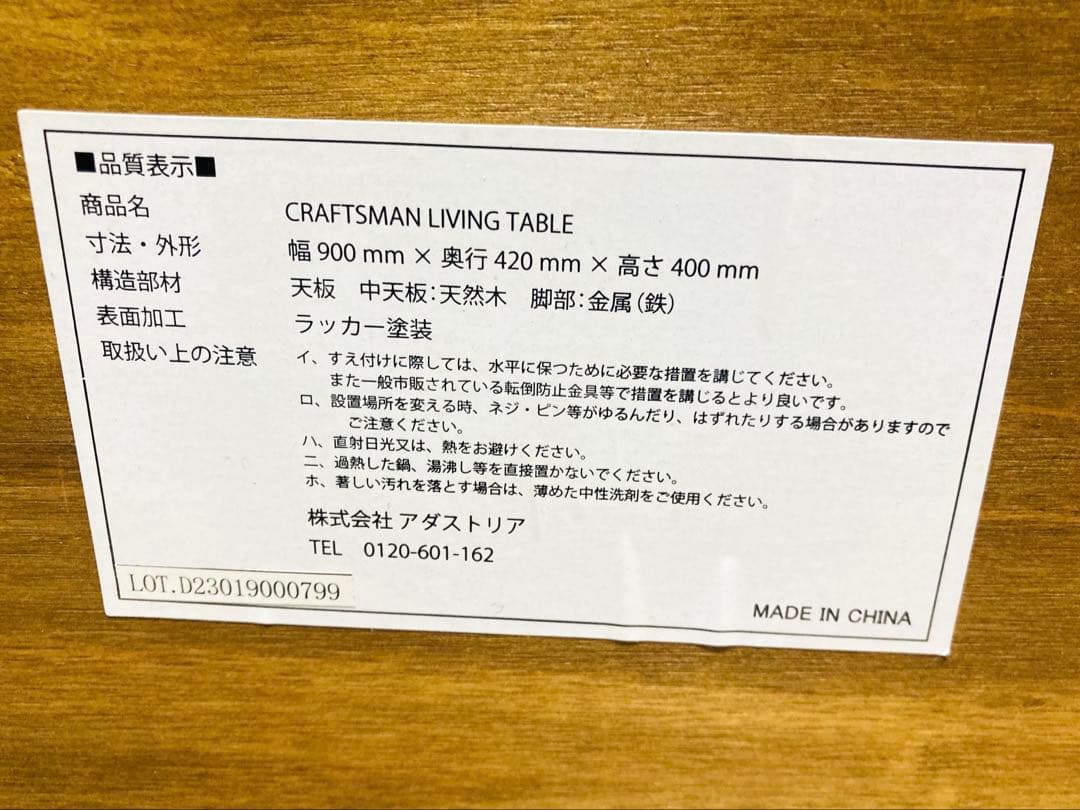 ■品質表示■
商品名 CRAFTSMAN LIVING TABLE
寸法・外形 幅 900 mm × 奥行 420 mm × 高さ 400 mm
構造部材 天板 中天板:天然木 脚部:金属(鉄)
表面加工 ラッカー塗装
取扱い上の注意 イ、すえ付けに際しては、水平に保つために必要な措置を講じてください。
また一般市販されている転倒防止金具等で措置を講じるとより良いです。
ロ、設置場所を変える時、ネジ・ピン等がゆるんだり、はずれたりする場合がありますので
ご注意ください。
ハ、直射日光又は、熱をお避けください。
ニ、過熱した鍋、湯沸し等を直接置かないでください。
ホ、著しい汚れを落とす場合は、薄めた中性洗剤をご使用ください。
株式会社 アダストリア
TEL 0120-601-162
LOT.D23019000799
MADE IN CHINA